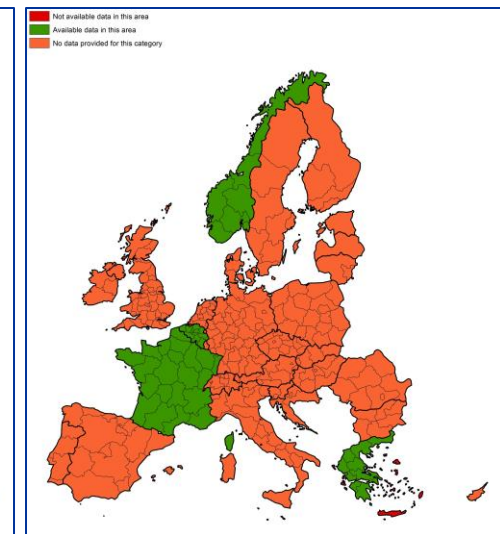 Not available data in this area
Available data in this area
No data provided for this category